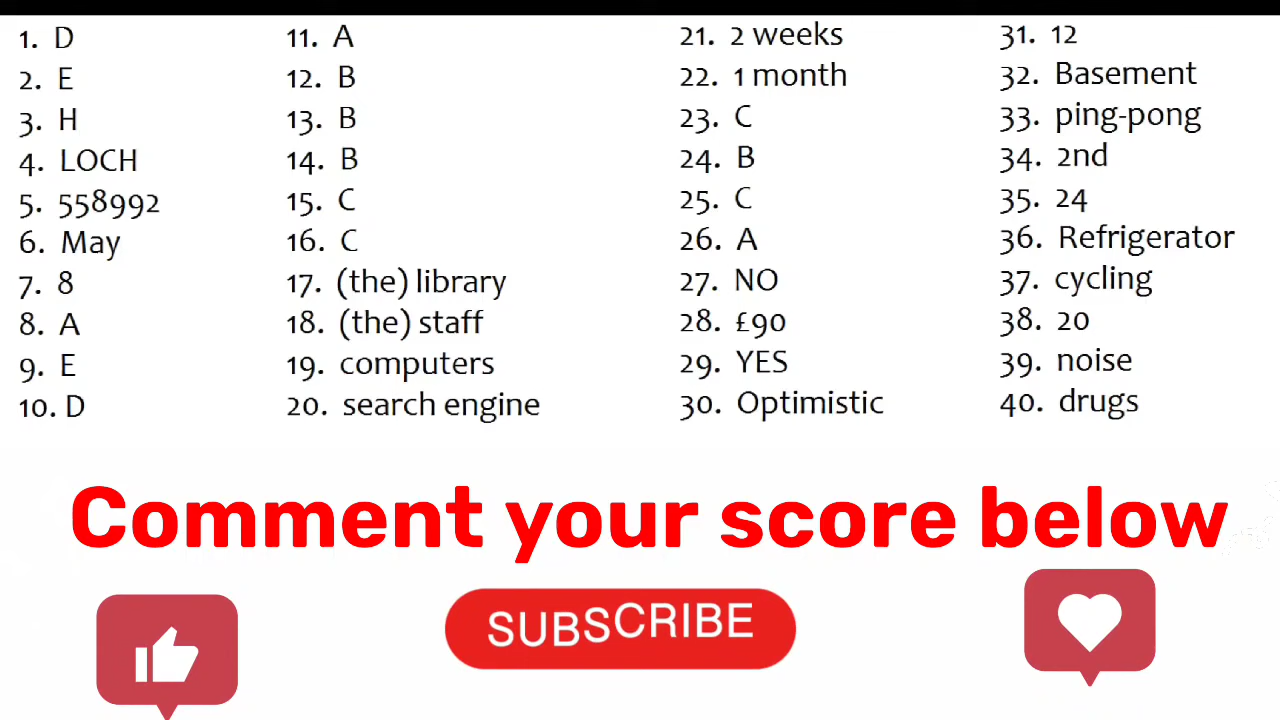 1. D
2. E
3. H
4. LOCH
5. 558992
6. May
7. 8
8. A
9. E
10. D
11. A
12. B
13. B
14. B
15. C
16. C
17. (the) library
18. (the) staff
19. computers
20. search engine
21. 2 weeks
22. 1 month
23. C
24. B
25. C
26. A
27. NO
28. £90
29. YES
30. Optimistic
31. 12
32. Basement
33. ping-pong
34. 2nd
35. 24
36. Refrigerator
37. cycling
38. 20
39. noise
40. drugs
Comment your score below
SUBSCRIBE